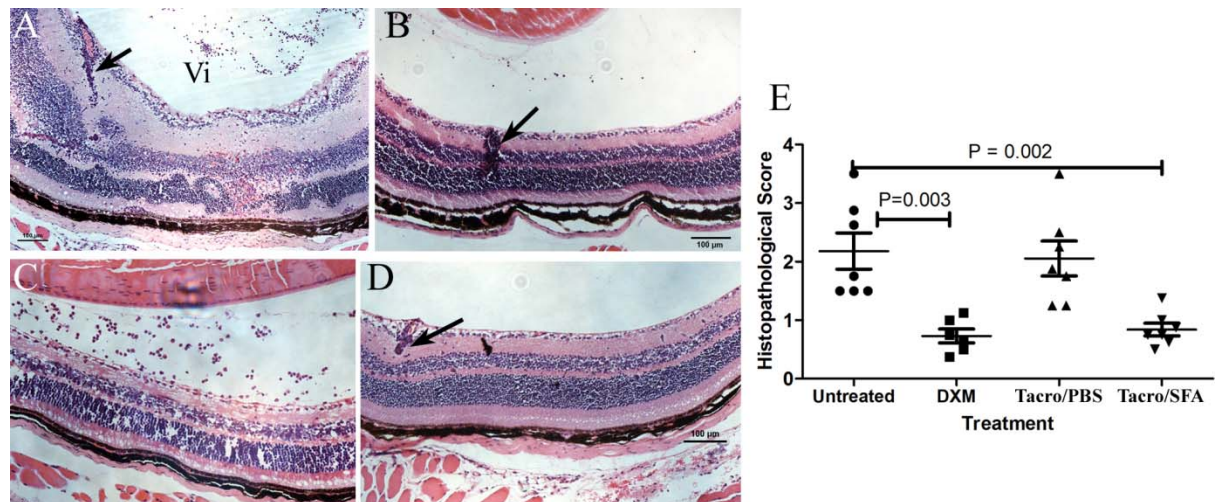 A
Vi
100 µm
B
100 µm
C
D
100 µm
E
Histopathological Score
4
3
2
1
0
P = 0.002
P=0.003
Untreated DXM Tacro/PBS Tacro/SFA
Treatment